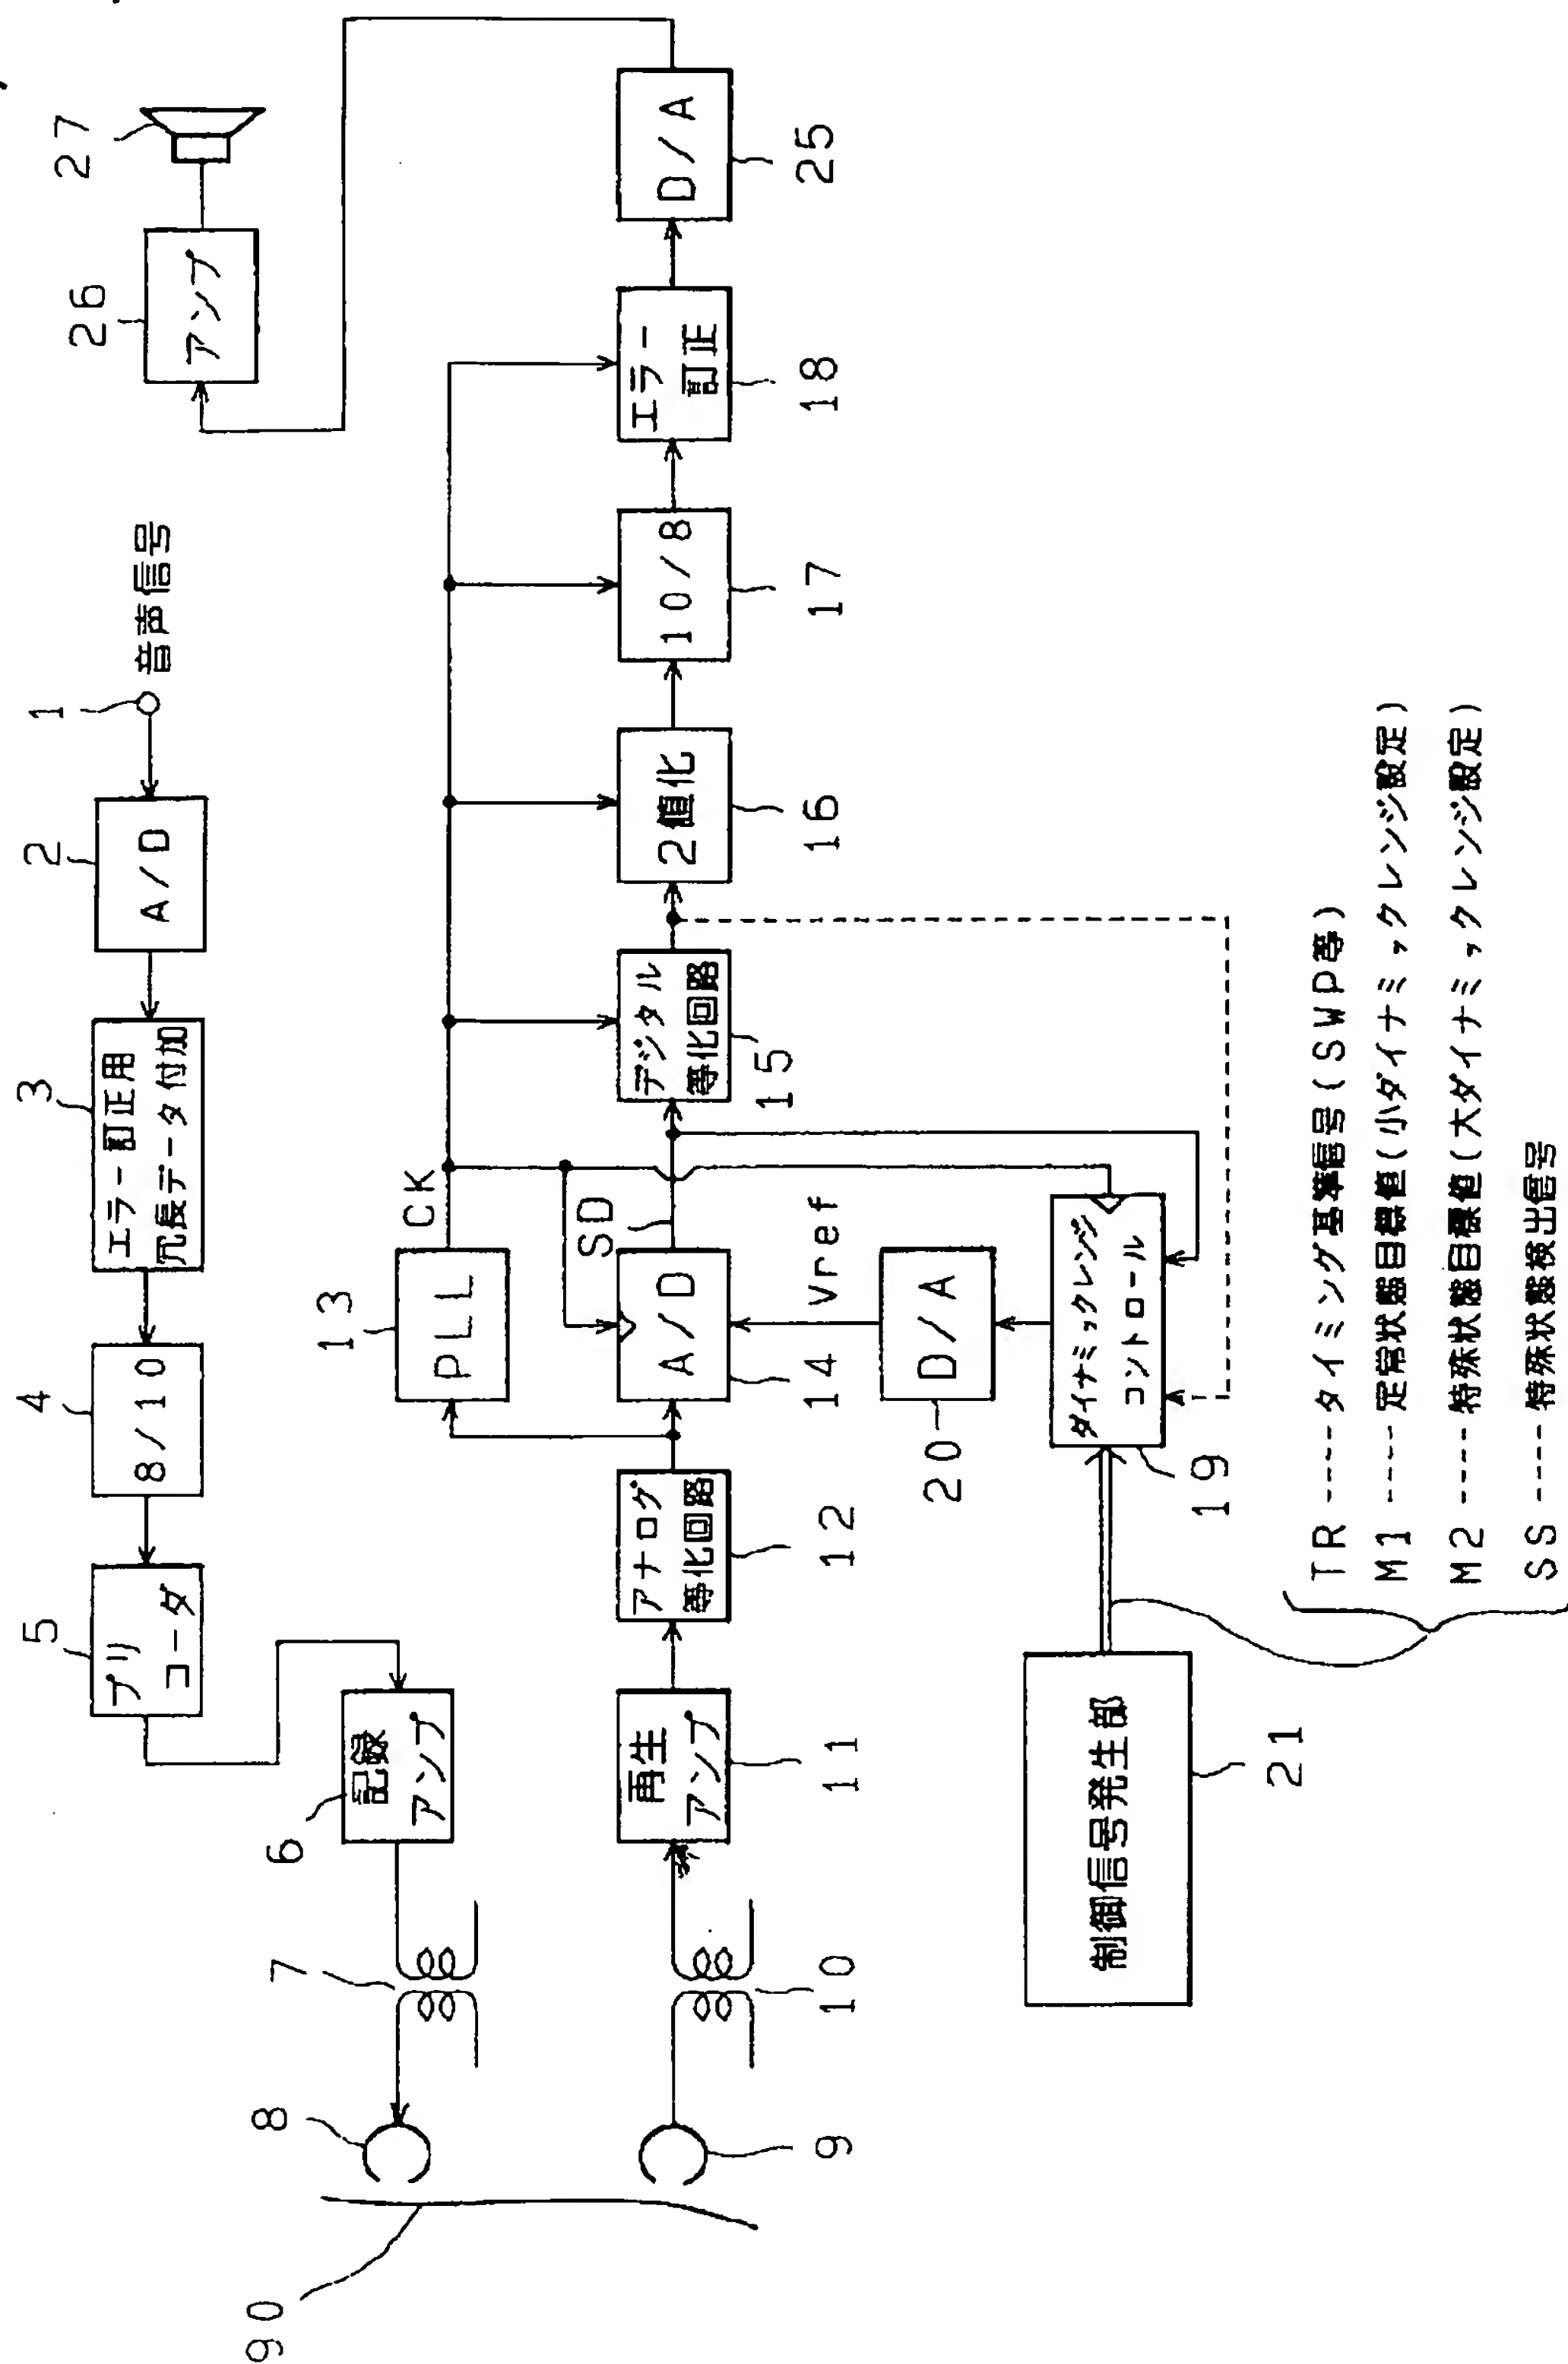 1
音声信号
2
A/D
3
エラー訂正用
冗長データ付加
4
8/10
5
プリ
コーダ
6
記録
アンプ
7
8
90
9
10
11
再生
アンプ
12
アナログ
等化回路
13
PLL
CK
14
A/D
SD
Vref
15
デジタル
等化回路
16
2値化
17
10/8
18
エラー
訂正
25
D/A
26
アンプ
27
20
D/A
19
ダイナミックレンジ
コントロール
21
制御信号発生部
TR ----タイミング基準信号(SWP等)
M1 ----定常状態目標値(小ダイナミックレンジ設定)
M2 ----特殊状態目標値(大ダイナミックレンジ設定)
SS ----特殊状態検出信号